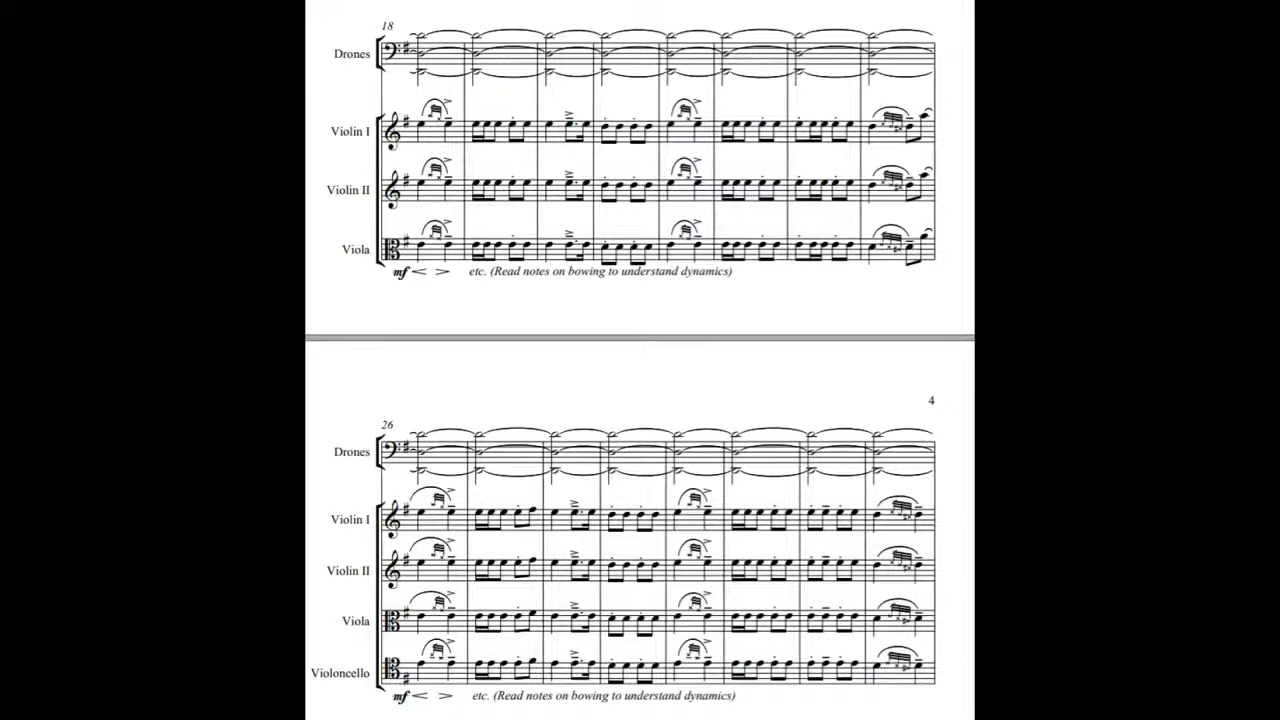 18
Drones
Violin I
Violin II
Viola
mf etc. (Read notes on bowing to understand dynamics)
4
26
Drones
Violin I
Violin II
Viola
Violoncello
mf etc. (Read notes on bowing to understand dynamics)